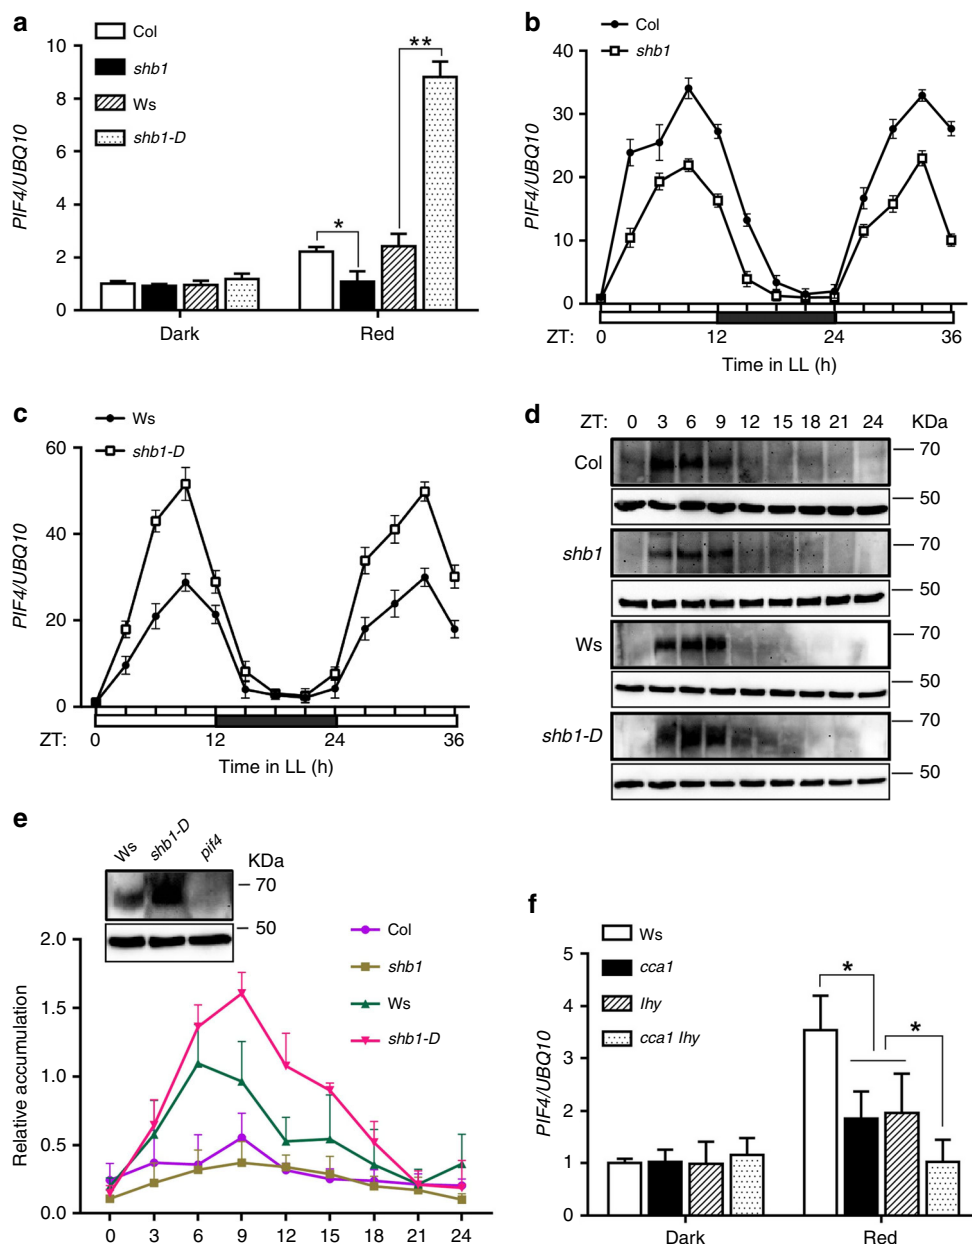 a
Col
shb1
Ws
shb1-D
PIF4/UBQ10
10
8
6
4
2
0
*
**
Dark
Red
b
Col
shb1
PIF4/UBQ10
40
30
20
10
0
ZT:
0
12
24
36
Time in LL (h)
c
Ws
shb1-D
PIF4/UBQ10
60
40
20
0
ZT:
0
12
24
36
Time in LL (h)
d
ZT: 0 3 6 9 12 15 18 21 24 KDa
Col
70
50
shb1
70
50
Ws
70
50
shb1-D
70
50
e
Ws shb1-D pif4
KDa
70
50
Col
shb1
Ws
shb1-D
Relative accumulation
2.0
1.5
1.0
0.5
0.0
0 3 6 9 12 15 18 21 24
f
Ws
cca1
lhy
cca1 lhy
PIF4/UBQ10
5
4
3
2
1
0
*
*
Dark
Red